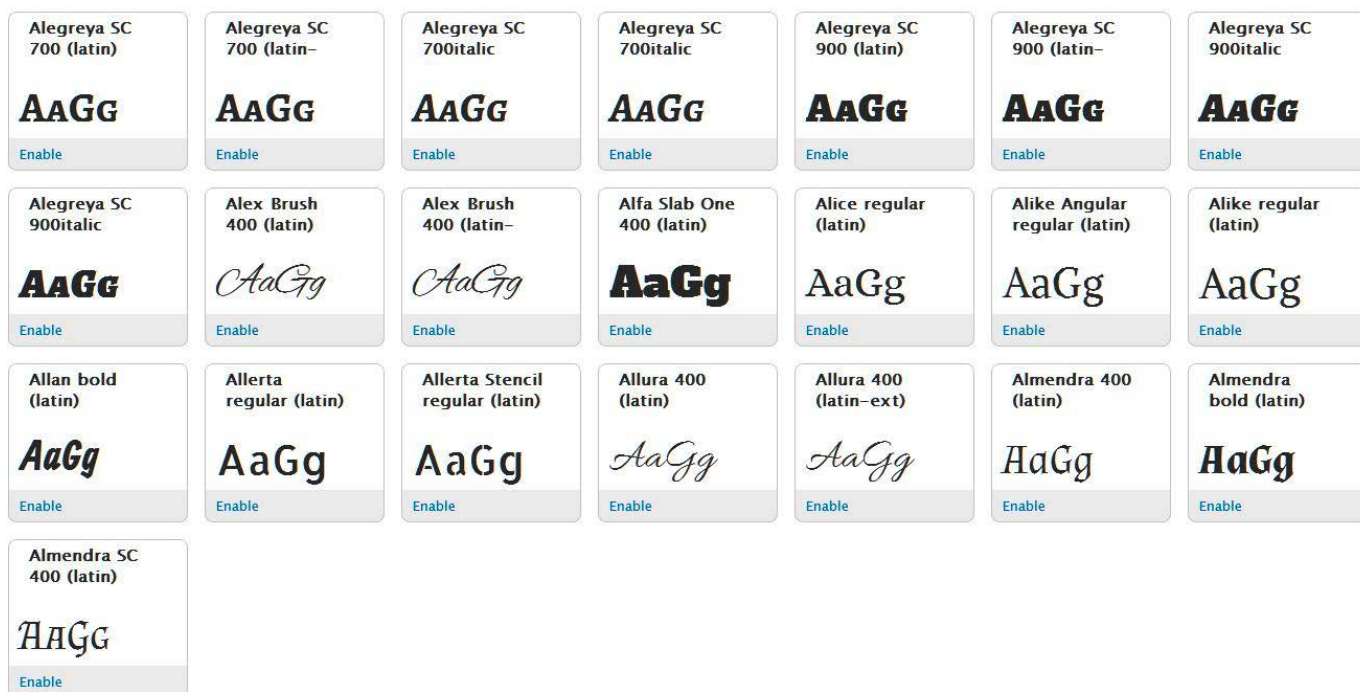 Alegreya SC
700 (latin)
AaGg
Enable
Alegreya SC
700 (latin-
AaGg
Enable
Alegreya SC
700italic
AaGg
Enable
Alegreya SC
700italic
AaGg
Enable
Alegreya SC
900 (latin)
AaGg
Enable
Alegreya SC
900 (latin-
AaGg
Enable
Alegreya SC
900italic
AaGg
Enable
Alegreya SC
900italic
AaGg
Enable
Alex Brush
400 (latin)
AaGg
Enable
Alex Brush
400 (latin-
AaGg
Enable
Alfa Slab One
400 (latin)
AaGg
Enable
Alice regular
(latin)
AaGg
Enable
Alike Angular
regular (latin)
AaGg
Enable
Alike regular
(latin)
AaGg
Enable
Allan bold
(latin)
AaGg
Enable
Allerta
regular (latin)
AaGg
Enable
Allerta Stencil
regular (latin)
AaGg
Enable
Allura 400
(latin)
AaGg
Enable
Allura 400
(latin-ext)
AaGg
Enable
Almendra 400
(latin)
AaGg
Enable
Almendra
bold (latin)
AaGg
Enable
Almendra SC
400 (latin)
AaGg
Enable